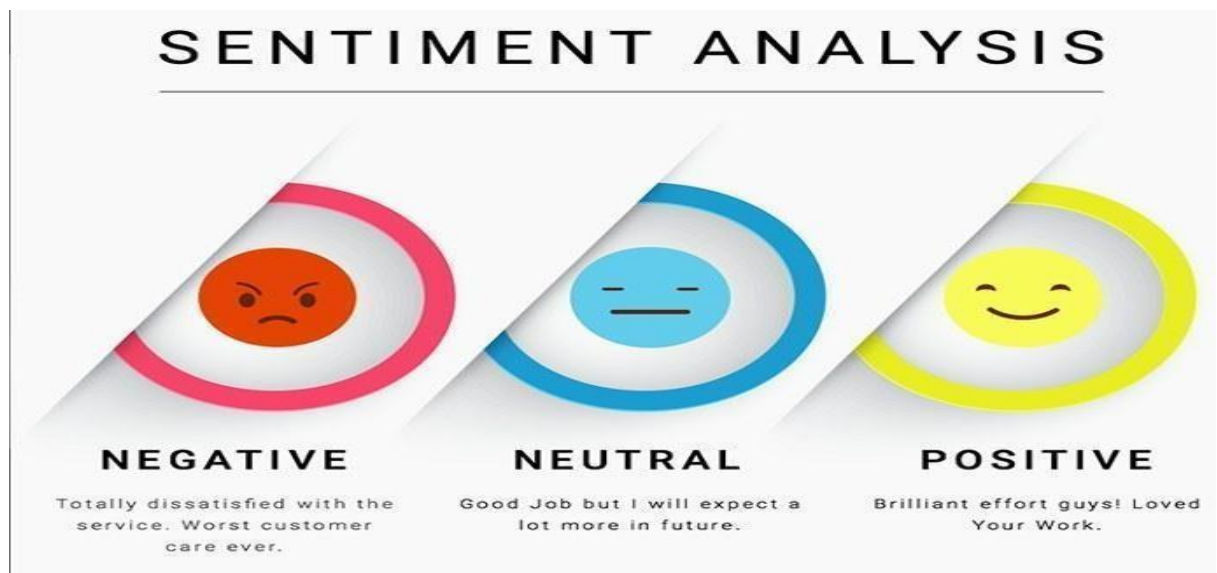 SENTIMENT ANALYSIS
NEGATIVE
Totally dissatisfied with the
service. Worst customer
care ever.
NEUTRAL
Good Job but I will expect a
lot more in future.
POSITIVE
Brilliant effort guys! Loved
Your Work.